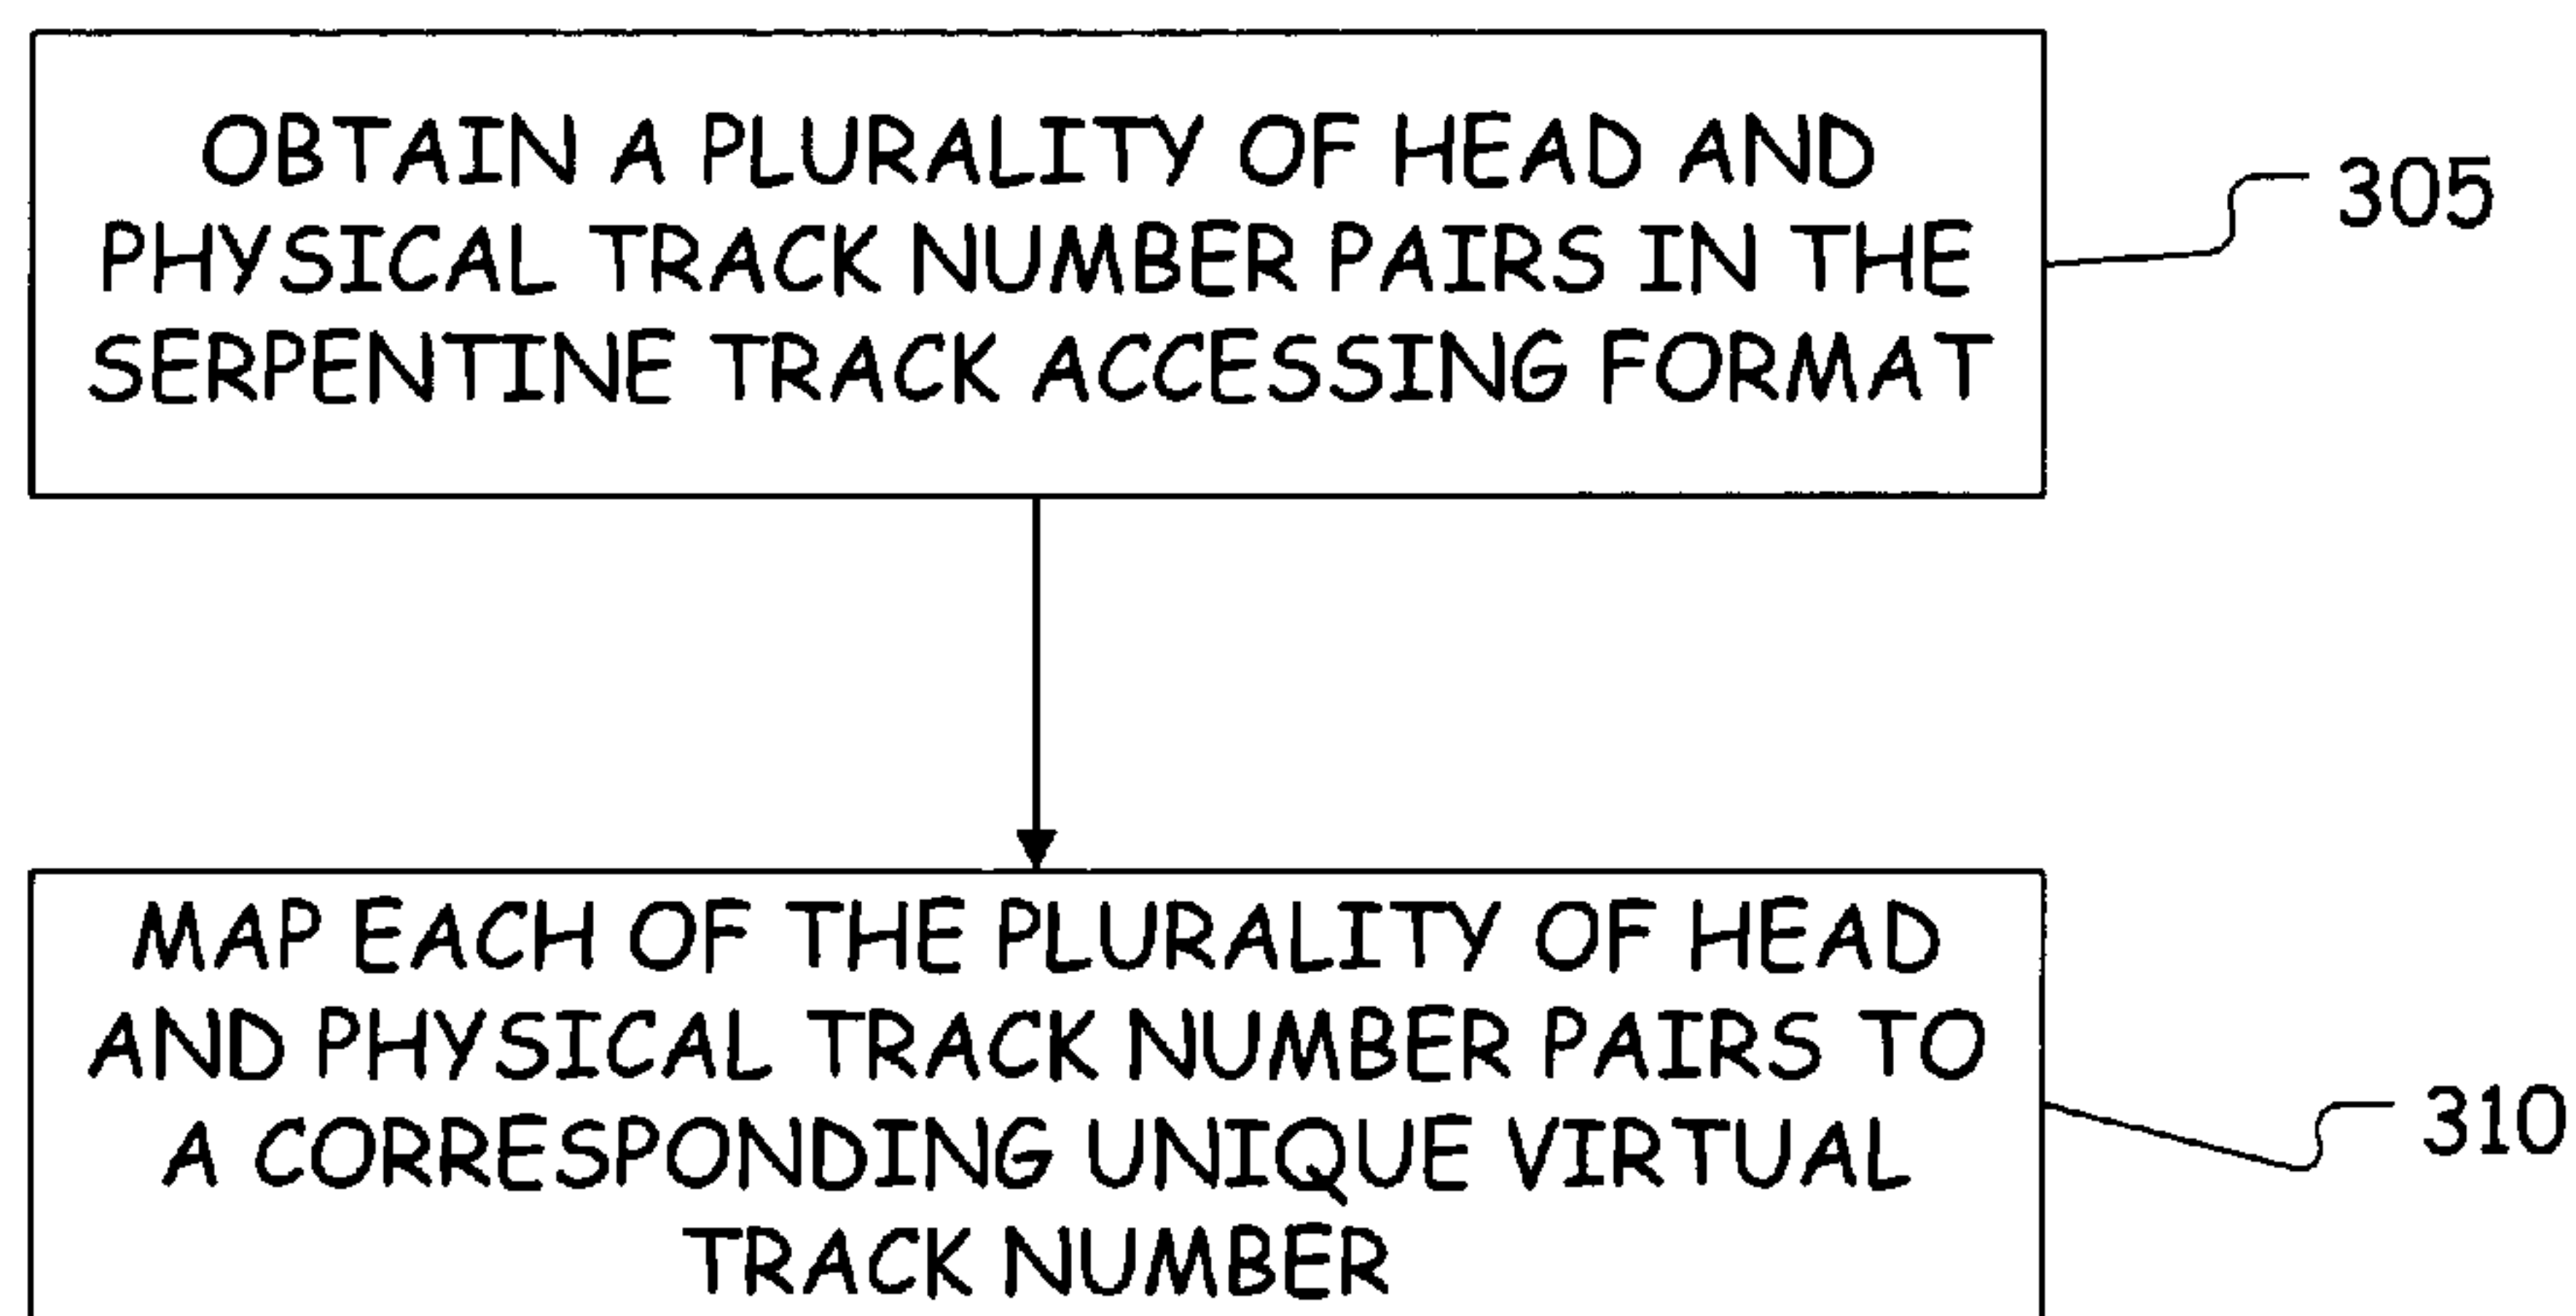 OBTAIN A PLURALITY OF HEAD AND
PHYSICAL TRACK NUMBER PAIRS IN THE
SERPENTINE TRACK ACCESSING FORMAT
305
MAP EACH OF THE PLURALITY OF HEAD
AND PHYSICAL TRACK NUMBER PAIRS TO
A CORRESPONDING UNIQUE VIRTUAL
TRACK NUMBER
310